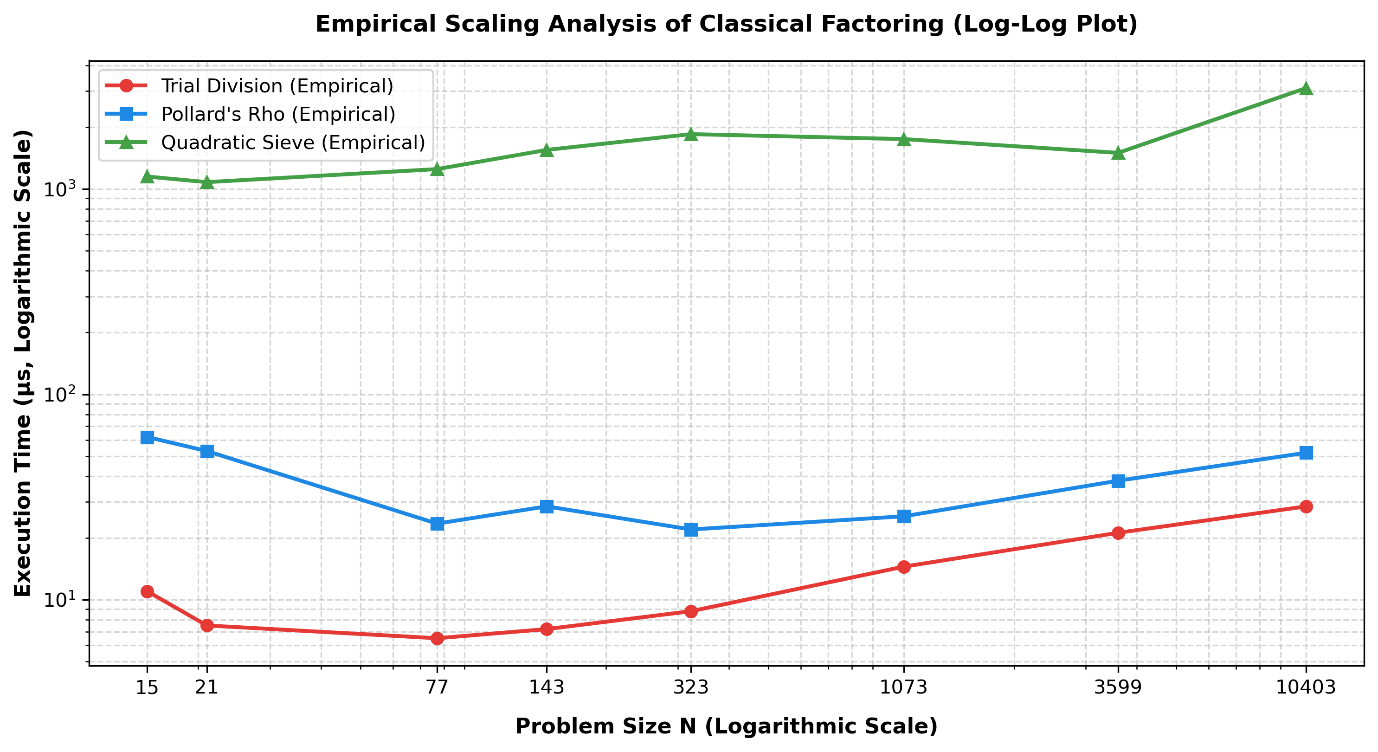 Empirical Scaling Analysis of Classical Factoring (Log-Log Plot)
Trial Division (Empirical)
Pollard's Rho (Empirical)
Quadratic Sieve (Empirical)
Execution Time (µs, Logarithmic Scale)
10³
10²
10¹
15 21 77 143 323 1073 3599 10403
Problem Size N (Logarithmic Scale)